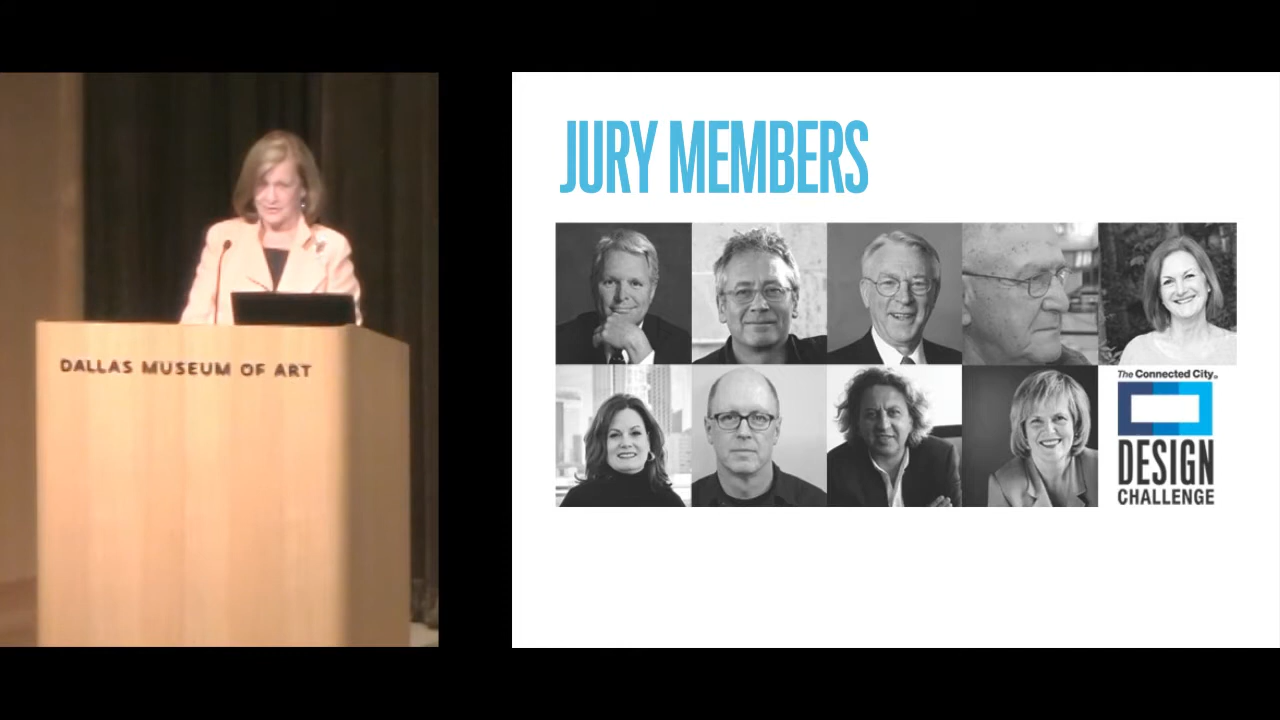 DALLAS MUSEUM OF ART
JURY MEMBERS
The Connected City
DESIGN
CHALLENGE